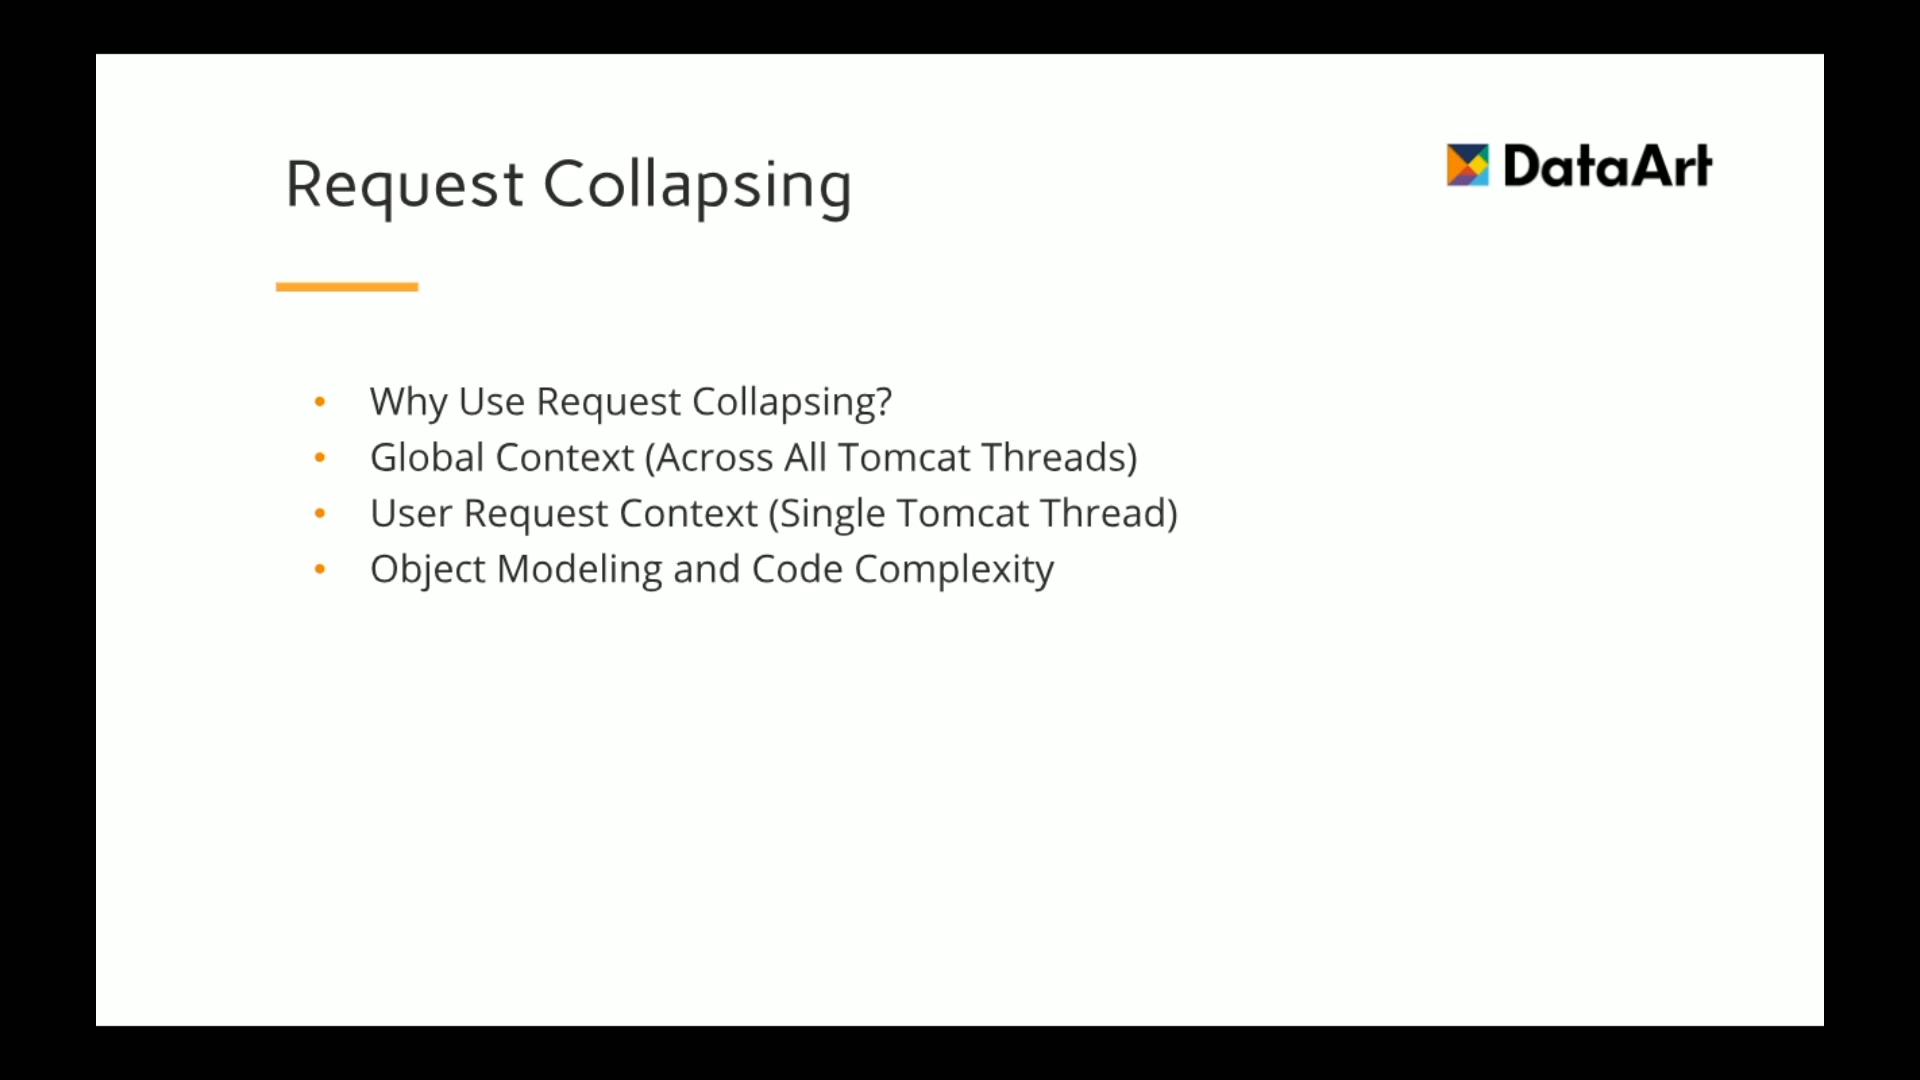 Request Collapsing
DataArt
• Why Use Request Collapsing?
• Global Context (Across All Tomcat Threads)
• User Request Context (Single Tomcat Thread)
• Object Modeling and Code Complexity